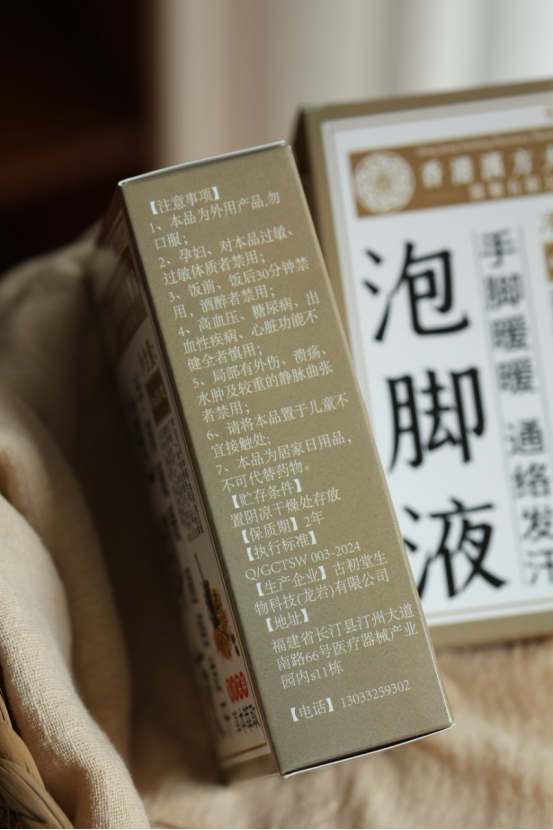 【注意事项】
1、本品为外用产品,勿
口服；
2、孕妇、对本品过敏、
过敏体质者禁用；
3、饭前、饭后30分钟禁
用，酒醉者禁用；
4、高血压、糖尿病、出
血性疾病、心脏功能不
健全者慎用；
5、局部有外伤、溃疡、
水肿及较重的静脉曲张
者禁用；
6、请将本品置于儿童不
宜接触处;
7、本品为居家日用品，
不可代替药物。
【贮存条件】
置阴凉干燥处存放
【保质期】2年
【执行标准】
Q/GCTSW 003-2024
【生产企业】古初堂生
物科技(龙岩)有限公司
【地址】
福建省长汀县汀州大道
南路66号医疗器械产业
园内s11栋
【电话】13033259302
香港漢方
泡脚液
手脚暖暖 通络发汗